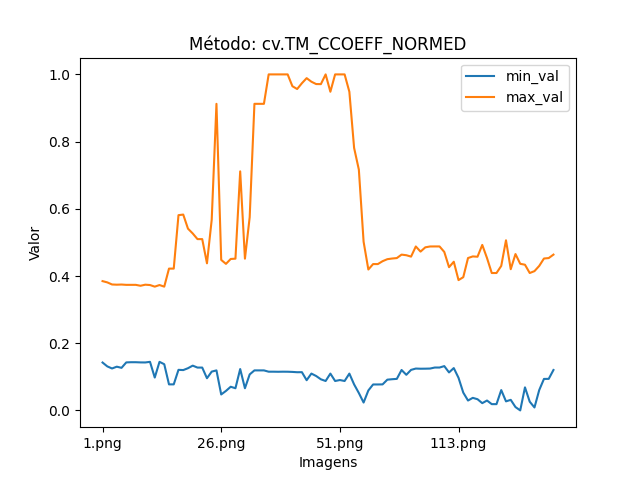 Método: cv.TM_CCOEFF_NORMED
min_val
max_val
Valor
1.0
0.8
0.6
0.4
0.2
0.0
1.png
26.png
51.png
113.png
Imagens